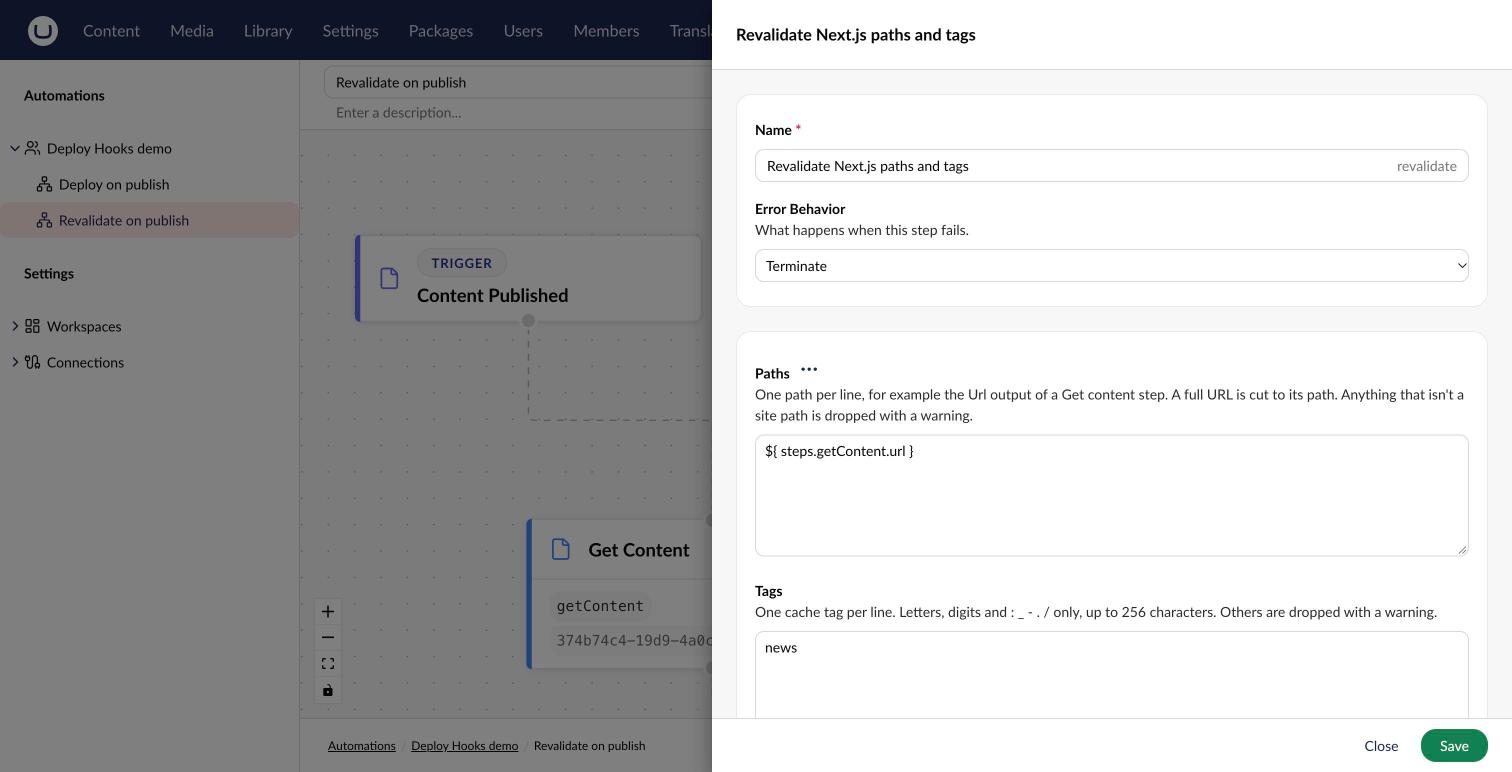 Content
Media
Library
Settings
Packages
Users
Members
Automations
Deploy Hooks demo
Deploy on publish
Revalidate on publish
Settings
Workspaces
Connections
Revalidate on publish
Enter a description...
TRIGGER
Content Published
Get Content
getContent
Automations / Deploy Hooks demo / Revalidate on publish
Revalidate Next.js paths and tags
Name *
Revalidate Next.js paths and tags
revalidate
Error Behavior
What happens when this step fails.
Terminate
Paths •••
One path per line, for example the Url output of a Get content step. A full URL is cut to its path. Anything that isn't a
site path is dropped with a warning.
${ steps.getContent.url }
Tags
One cache tag per line. Letters, digits and : _ - . / only, up to 256 characters. Others are dropped with a warning.
news
Close
Save